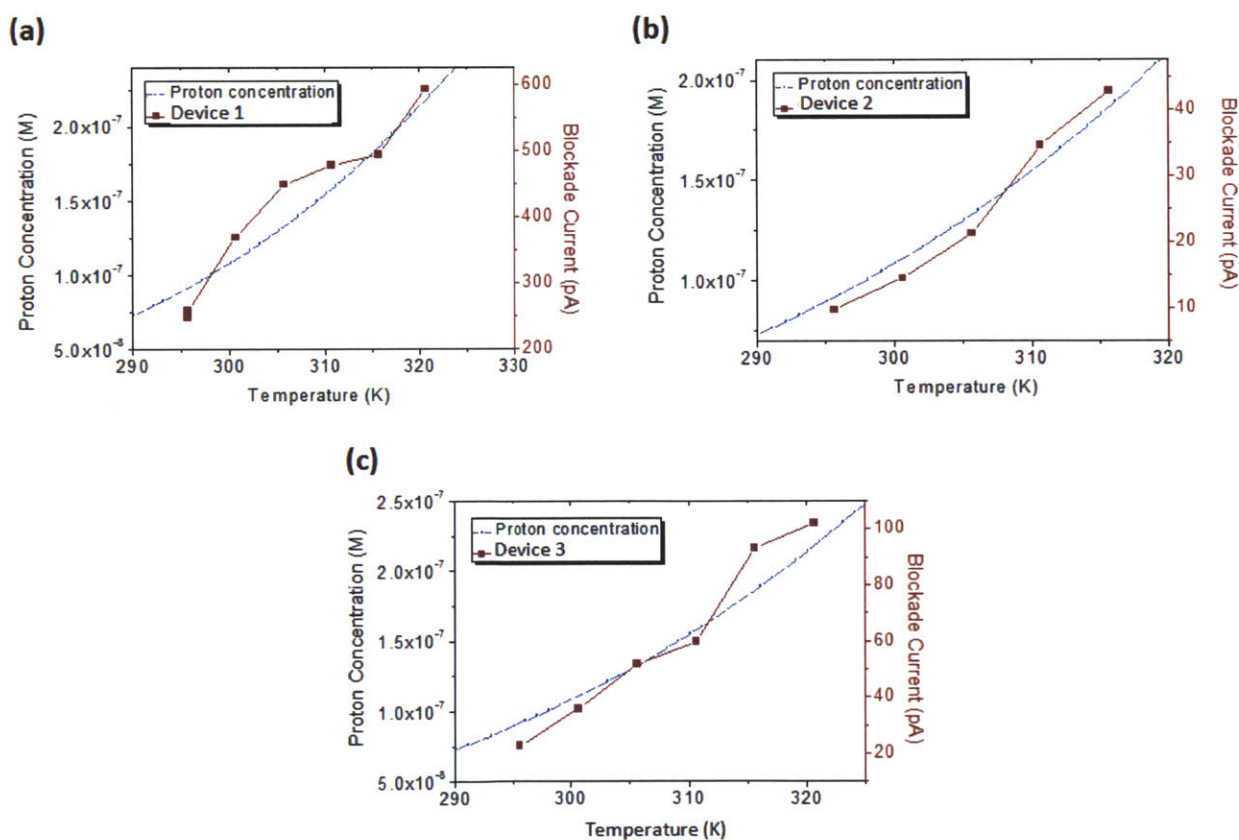 (a)
Proton concentration
Device 1
Proton Concentration (M)
2.0x10⁻⁷
1.5x10⁻⁷
1.0x10⁻⁷
5.0x10⁻⁸
290 300 310 320 330
Temperature (K)
600
500
400
300
200
Blockade Current (pA)
(b)
Proton concentration
Device 2
Proton Concentration (M)
2.0x10⁻⁷
1.5x10⁻⁷
1.0x10⁻⁷
290 300 310 320
Temperature (K)
40
30
20
10
Blockade Current (pA)
(c)
Proton concentration
Device 3
Proton Concentration (M)
2.5x10⁻⁷
2.0x10⁻⁷
1.5x10⁻⁷
1.0x10⁻⁷
5.0x10⁻⁸
290 300 310 320
Temperature (K)
100
80
60
40
20
Blockade Current (pA)